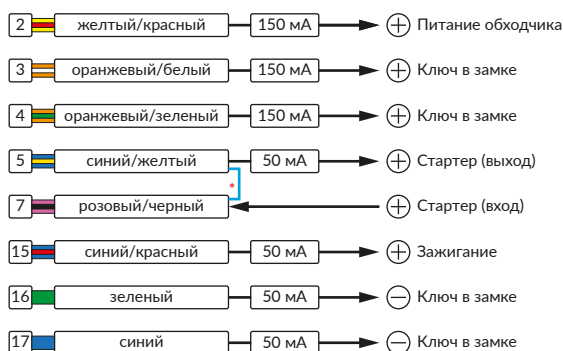 2 желтый/красный 150 мА + Питание обходчика
3 оранжевый/белый 150 мА + Ключ в замке
4 оранжевый/зеленый 150 мА + Ключ в замке
5 синий/желтый 50 мА + Стартер (выход)
*
7 розовый/черный + Стартер (вход)
15 синий/красный 50 мА + Зажигание
16 зеленый 50 мА − Ключ в замке
17 синий 50 мА − Ключ в замке